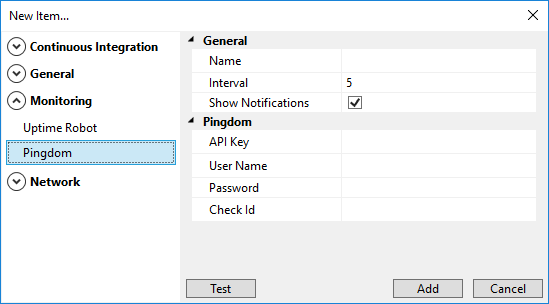 New Item...
Continuous Integration
General
Monitoring
Uptime Robot
Pingdom
Network
General
Name
Interval 5
Show Notifications
Pingdom
API Key
User Name
Password
Check Id
Test Add Cancel